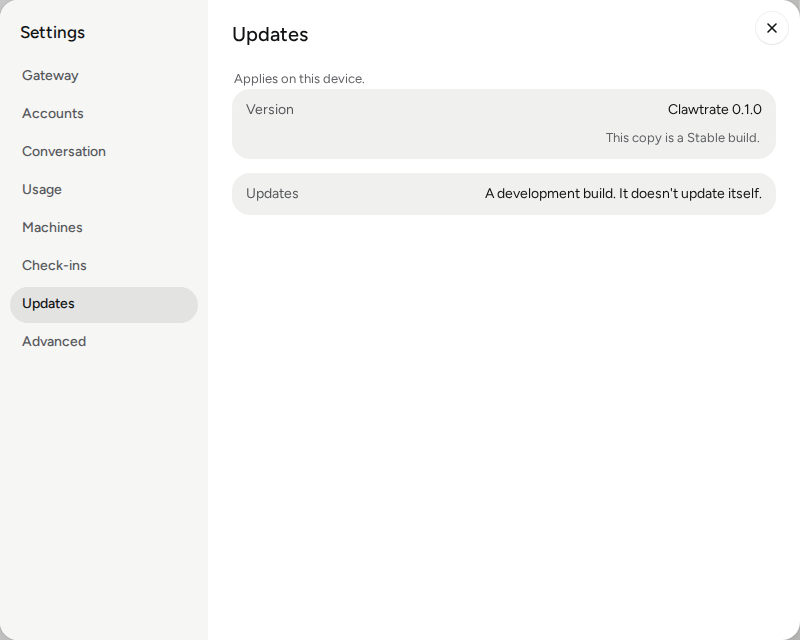 Settings
Gateway
Accounts
Conversation
Usage
Machines
Check-ins
Updates
Advanced
Updates
Applies on this device.
Version Clawtrate 0.1.0
This copy is a Stable build.
Updates A development build. It doesn't update itself.